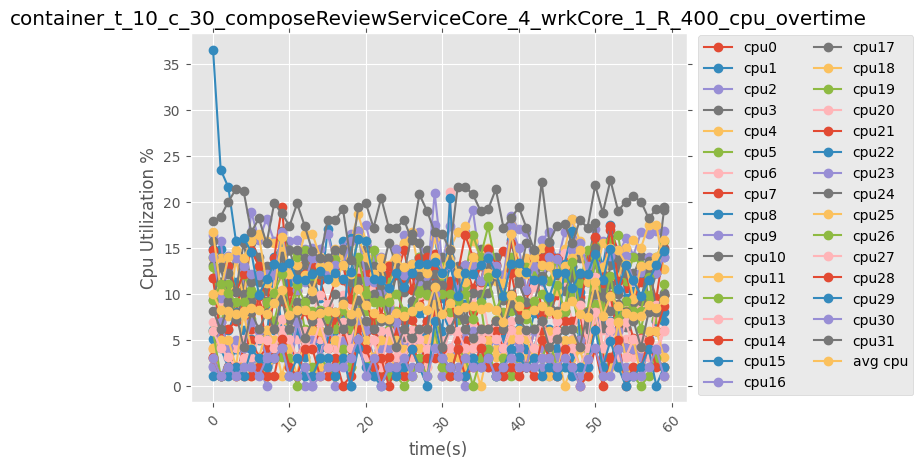 container_t_10_c_30_composeReviewServiceCore_4_wrkCore_1_R_400_cpu_overtime
Cpu Utilization %
35
30
25
20
15
10
5
0
0
10
20
30
40
50
60
time(s)
cpu0
cpu1
cpu2
cpu3
cpu4
cpu5
cpu6
cpu7
cpu8
cpu9
cpu10
cpu11
cpu12
cpu13
cpu14
cpu15
cpu16
cpu17
cpu18
cpu19
cpu20
cpu21
cpu22
cpu23
cpu24
cpu25
cpu26
cpu27
cpu28
cpu29
cpu30
cpu31
avg cpu